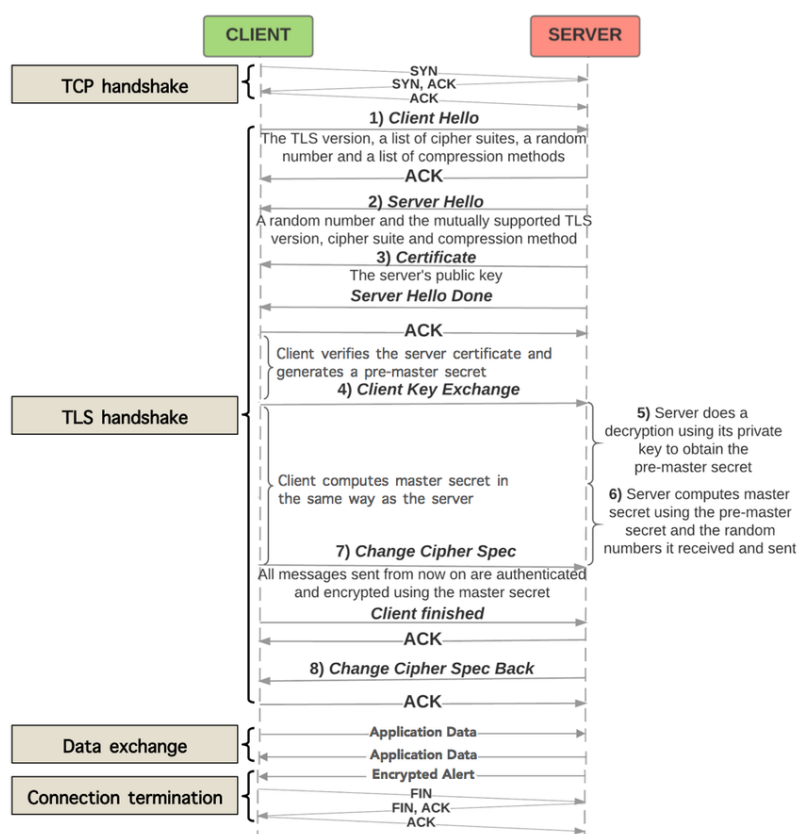 CLIENT
SERVER
TCP handshake
SYN
SYN, ACK
ACK
1) Client Hello
The TLS version, a list of cipher suites, a random
number and a list of compression methods
ACK
2) Server Hello
A random number and the mutually supported TLS
version, cipher suite and compression method
3) Certificate
The server's public key
Server Hello Done
ACK
Client verifies the server certificate and
generates a pre-master secret
4) Client Key Exchange
TLS handshake
5) Server does a
decryption using its private
key to obtain the
pre-master secret
Client computes master secret in
the same way as the server
6) Server computes master
secret using the pre-master
secret and the random
numbers it received and sent
7) Change Cipher Spec
All messages sent from now on are authenticated
and encrypted using the master secret
Client finished
ACK
8) Change Cipher Spec Back
ACK
Data exchange
Application Data
Application Data
Connection termination
Encrypted Alert
FIN
FIN, ACK
ACK